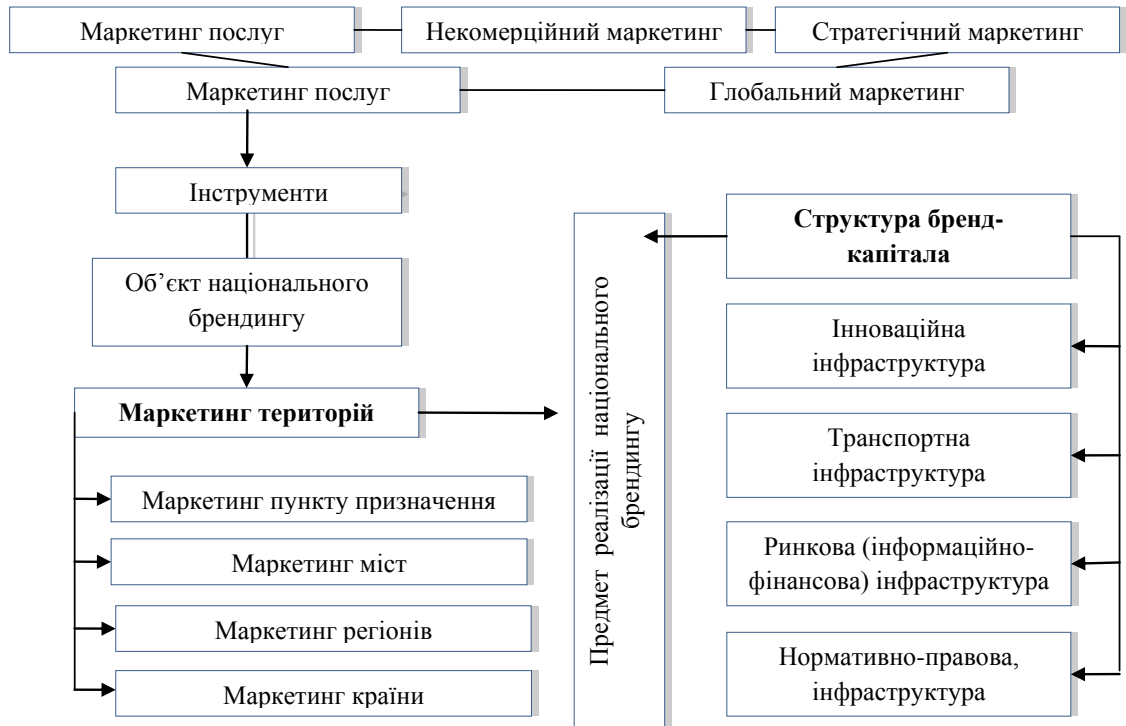 Маркетинг послуг
Некомерційний маркетинг
Стратегічний маркетинг
Маркетинг послуг
Глобальний маркетинг
Інструменти
Об’єкт національного
брендингу
Маркетинг територій
Маркетинг пункту призначення
Маркетинг міст
Маркетинг регіонів
Маркетинг країни
Предмет реалізації національного
брендингу
Структура бренд-
капітала
Інноваційна
інфраструктура
Транспортна
інфраструктура
Ринкова (інформаційно-
фінансова) інфраструктура
Нормативно-правова,
інфраструктура